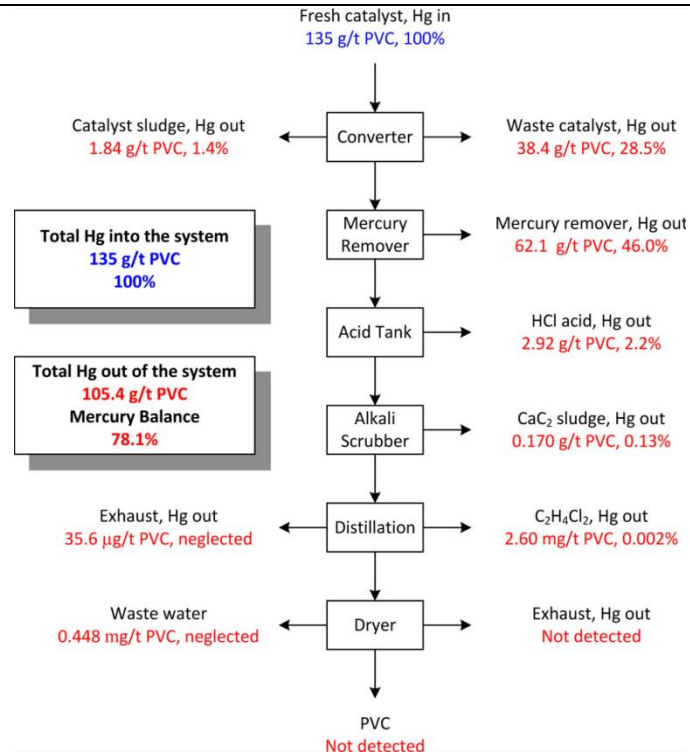 Fresh catalyst, Hg in
135 g/t PVC, 100%
Catalyst sludge, Hg out
1.84 g/t PVC, 1.4%
Converter
Waste catalyst, Hg out
38.4 g/t PVC, 28.5%
Total Hg into the system
135 g/t PVC
100%
Mercury
Remover
Mercury remover, Hg out
62.1 g/t PVC, 46.0%
Acid Tank
HCl acid, Hg out
2.92 g/t PVC, 2.2%
Total Hg out of the system
105.4 g/t PVC
Mercury Balance
78.1%
Alkali
Scrubber
CaC₂ sludge, Hg out
0.170 g/t PVC, 0.13%
Exhaust, Hg out
35.6 µg/t PVC, neglected
Distillation
C₂H₄Cl₂, Hg out
2.60 mg/t PVC, 0.002%
Waste water
0.448 mg/t PVC, neglected
Dryer
Exhaust, Hg out
Not detected
PVC
Not detected